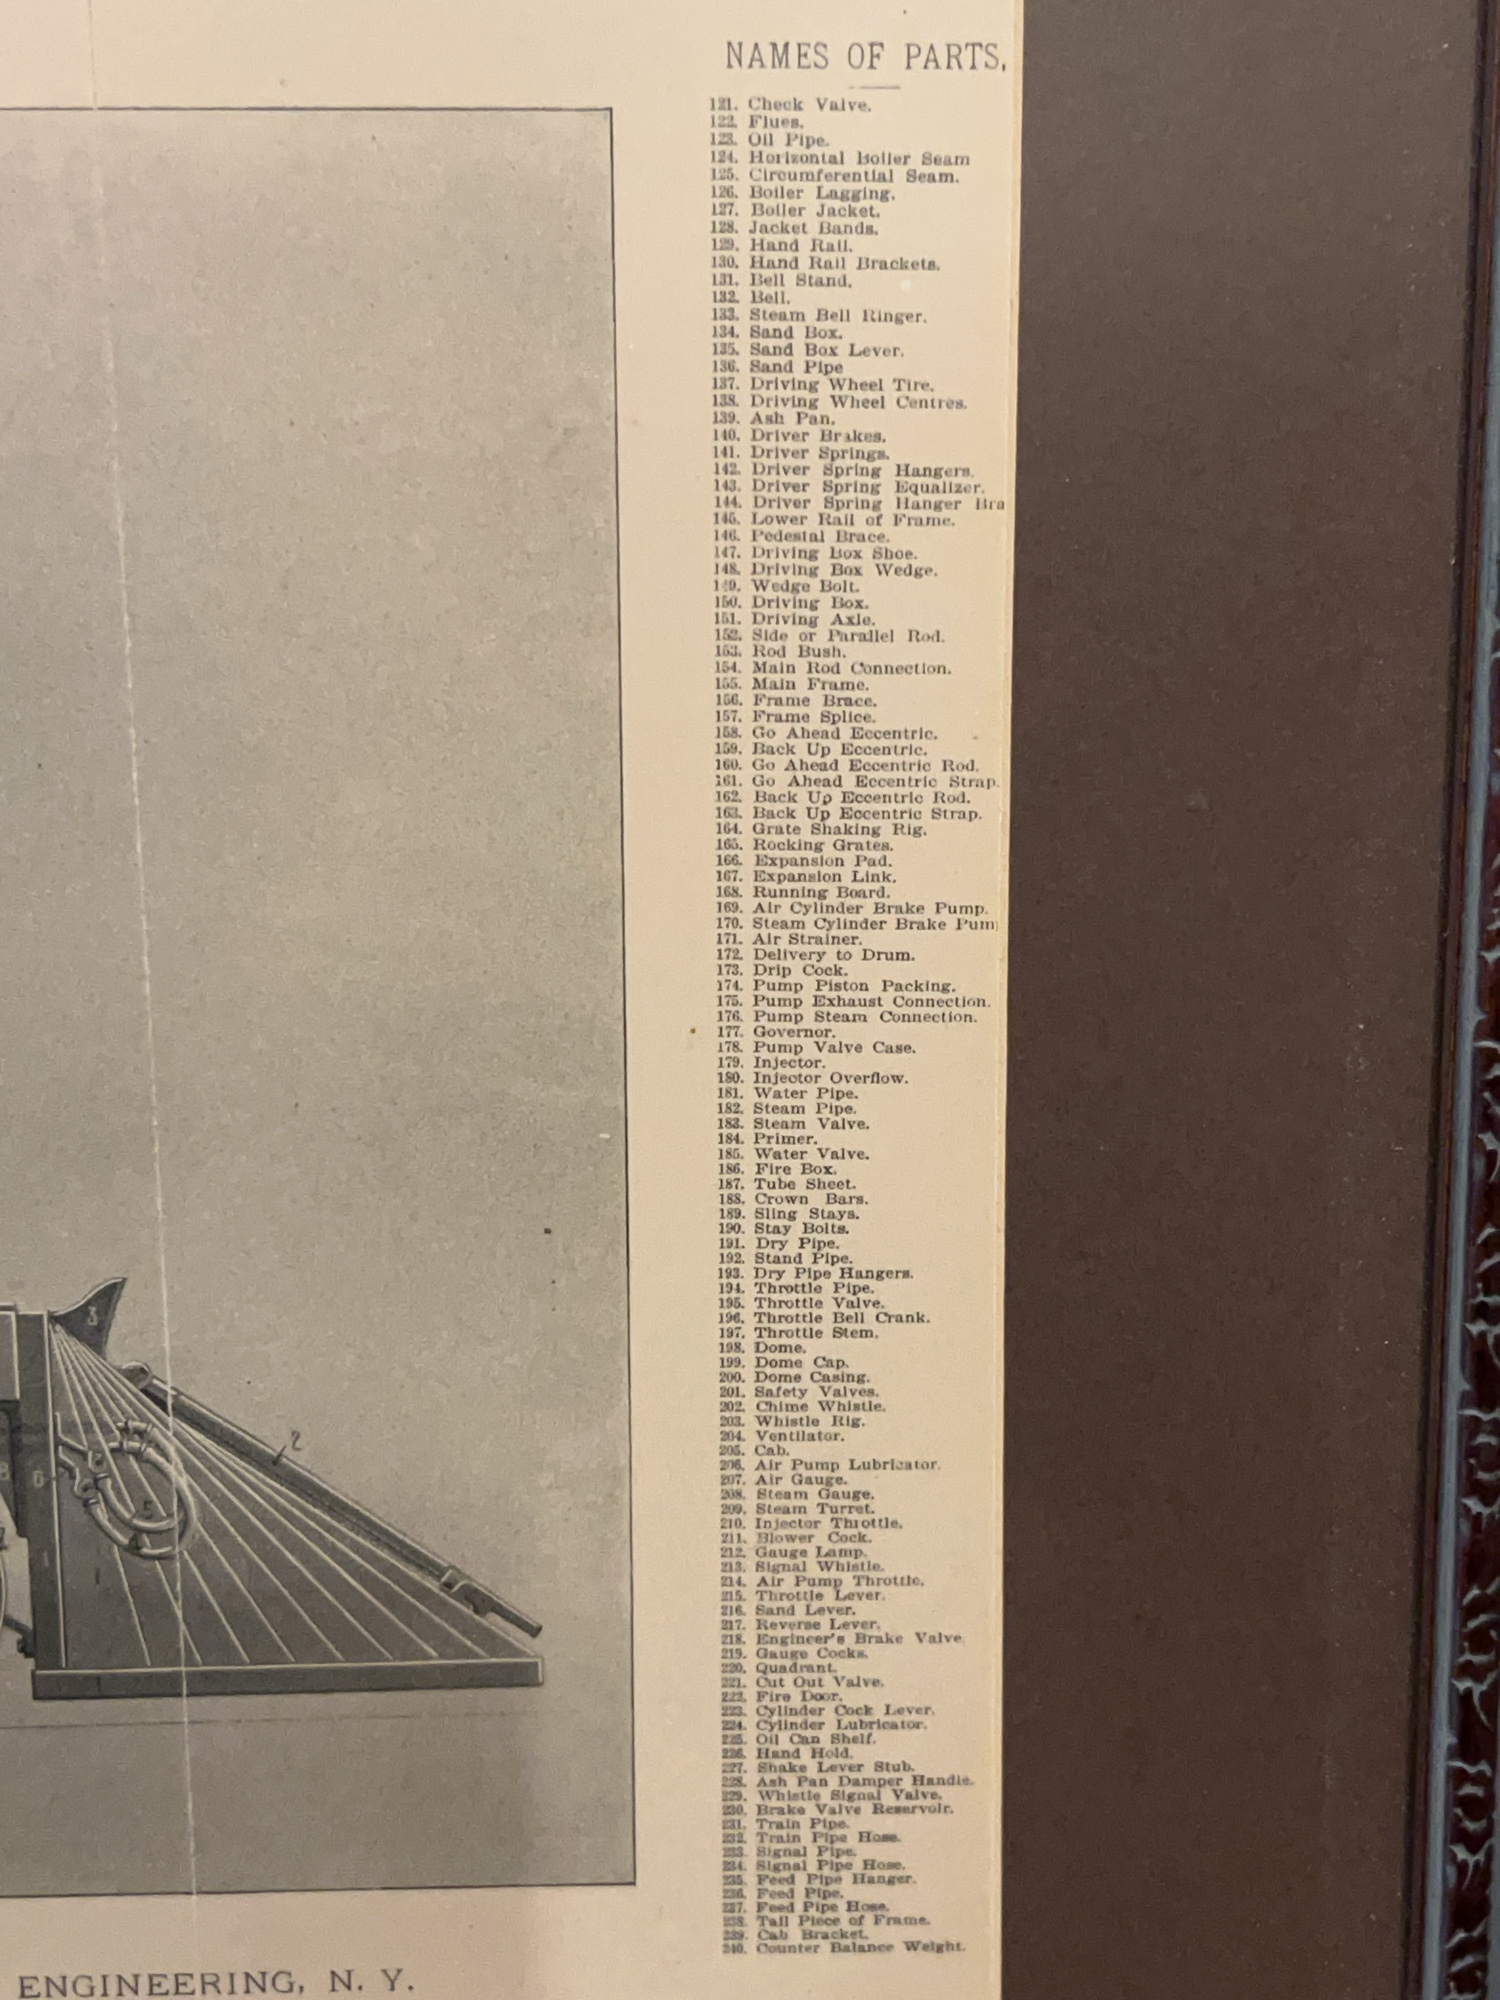 NAMES OF PARTS.
121. Check Valve.
122. Flues.
123. Oil Pipe.
124. Horizontal Boiler Seam
125. Circumferential Seam.
126. Boiler Lagging.
127. Boiler Jacket.
128. Jacket Bands.
129. Hand Rail.
130. Hand Rail Brackets.
131. Bell Stand.
132. Bell.
133. Steam Bell Ringer.
134. Sand Box.
135. Sand Box Lever.
136. Sand Pipe
137. Driving Wheel Tire.
138. Driving Wheel Centres.
139. Ash Pan.
140. Driver Brakes.
141. Driver Springs.
142. Driver Spring Hangers.
143. Driver Spring Equalizer.
144. Driver Spring Hanger Bra
145. Lower Rail of Frame.
146. Pedestal Brace.
147. Driving Box Shoe.
148. Driving Box Wedge.
149. Wedge Bolt.
150. Driving Box.
151. Driving Axle.
152. Side or Parallel Rod.
153. Rod Bush.
154. Main Rod Connection.
155. Main Frame.
156. Frame Brace.
157. Frame Splice.
158. Go Ahead Eccentric.
159. Back Up Eccentric.
160. Go Ahead Eccentric Rod.
161. Go Ahead Eccentric Strap.
162. Back Up Eccentric Rod.
163. Back Up Eccentric Strap.
164. Grate Shaking Rig.
165. Rocking Grates.
166. Expansion Pad.
167. Expansion Link.
168. Running Board.
169. Air Cylinder Brake Pump.
170. Steam Cylinder Brake Pum
171. Air Strainer.
172. Delivery to Drum.
173. Drip Cock.
174. Pump Piston Packing.
175. Pump Exhaust Connection.
176. Pump Steam Connection.
177. Governor.
178. Pump Valve Case.
179. Injector.
180. Injector Overflow.
181. Water Pipe.
182. Steam Pipe.
183. Steam Valve.
184. Primer.
185. Water Valve.
186. Fire Box.
187. Tube Sheet.
188. Crown Bars.
189. Sling Stays.
190. Stay Bolts.
191. Dry Pipe.
192. Stand Pipe.
193. Dry Pipe Hangers.
194. Throttle Pipe.
195. Throttle Valve.
196. Throttle Bell Crank.
197. Throttle Stem.
198. Dome.
199. Dome Cap.
200. Dome Casing.
201. Safety Valves.
202. Chime Whistle.
203. Whistle Rig.
204. Ventilator.
205. Cab.
206. Air Pump Lubricator.
207. Air Gauge.
208. Steam Gauge.
209. Steam Turret.
210. Injector Throttle.
211. Blower Cock.
212. Gauge Lamp.
213. Signal Whistle.
214. Air Pump Throttle.
215. Throttle Lever.
216. Sand Lever.
217. Reverse Lever.
218. Engineer's Brake Valve.
219. Gauge Cocks.
220. Quadrant.
221. Cut Out Valve.
222. Fire Door.
223. Cylinder Cock Lever.
224. Cylinder Lubricator.
225. Oil Can Shelf.
226. Hand Hold.
227. Shake Lever Stub.
228. Ash Pan Damper Handle.
229. Whistle Signal Valve.
230. Brake Valve Reservoir.
231. Train Pipe.
232. Train Pipe Hose.
233. Signal Pipe.
234. Signal Pipe Hose.
235. Feed Pipe Hanger.
236. Feed Pipe.
237. Feed Pipe Hose.
238. Tail Piece of Frame.
239. Cab Bracket.
240. Counter Balance Weight.
3
2
8
6
5
1
1
ENGINEERING, N. Y.